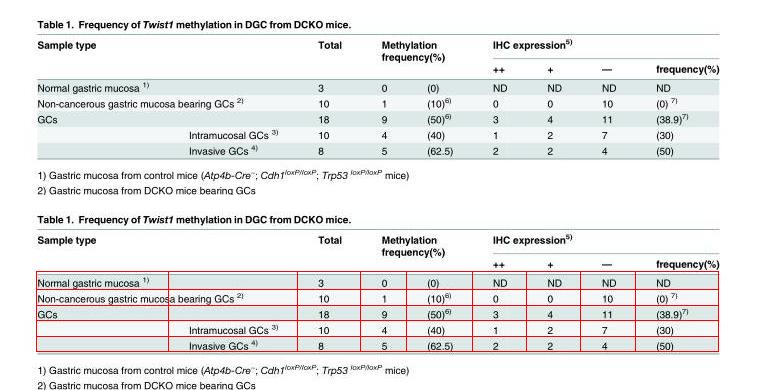 Table 1. Frequency of Twist1 methylation in DGC from DCKO mice.
Sample type Total Methylation frequency(%) IHC expression5)
++ + — frequency(%)
Normal gastric mucosa 1) 3 0 (0) ND ND ND ND
Non-cancerous gastric mucosa bearing GCs 2) 10 1 (10)6) 0 0 10 (0) 7)
GCs 18 9 (50)6) 3 4 11 (38.9)7)
Intramucosal GCs 3) 10 4 (40) 1 2 7 (30)
Invasive GCs 4) 8 5 (62.5) 2 2 4 (50)
1) Gastric mucosa from control mice (Atp4b-Cre−; Cdh1loxP/loxP; Trp53 loxP/loxP mice)
2) Gastric mucosa from DCKO mice bearing GCs
Table 1. Frequency of Twist1 methylation in DGC from DCKO mice.
Sample type Total Methylation frequency(%) IHC expression5)
++ + — frequency(%)
Normal gastric mucosa 1) 3 0 (0) ND ND ND ND
Non-cancerous gastric mucosa bearing GCs 2) 10 1 (10)6) 0 0 10 (0) 7)
GCs 18 9 (50)6) 3 4 11 (38.9)7)
Intramucosal GCs 3) 10 4 (40) 1 2 7 (30)
Invasive GCs 4) 8 5 (62.5) 2 2 4 (50)
1) Gastric mucosa from control mice (Atp4b-Cre−; Cdh1loxP/loxP; Trp53 loxP/loxP mice)
2) Gastric mucosa from DCKO mice bearing GCs